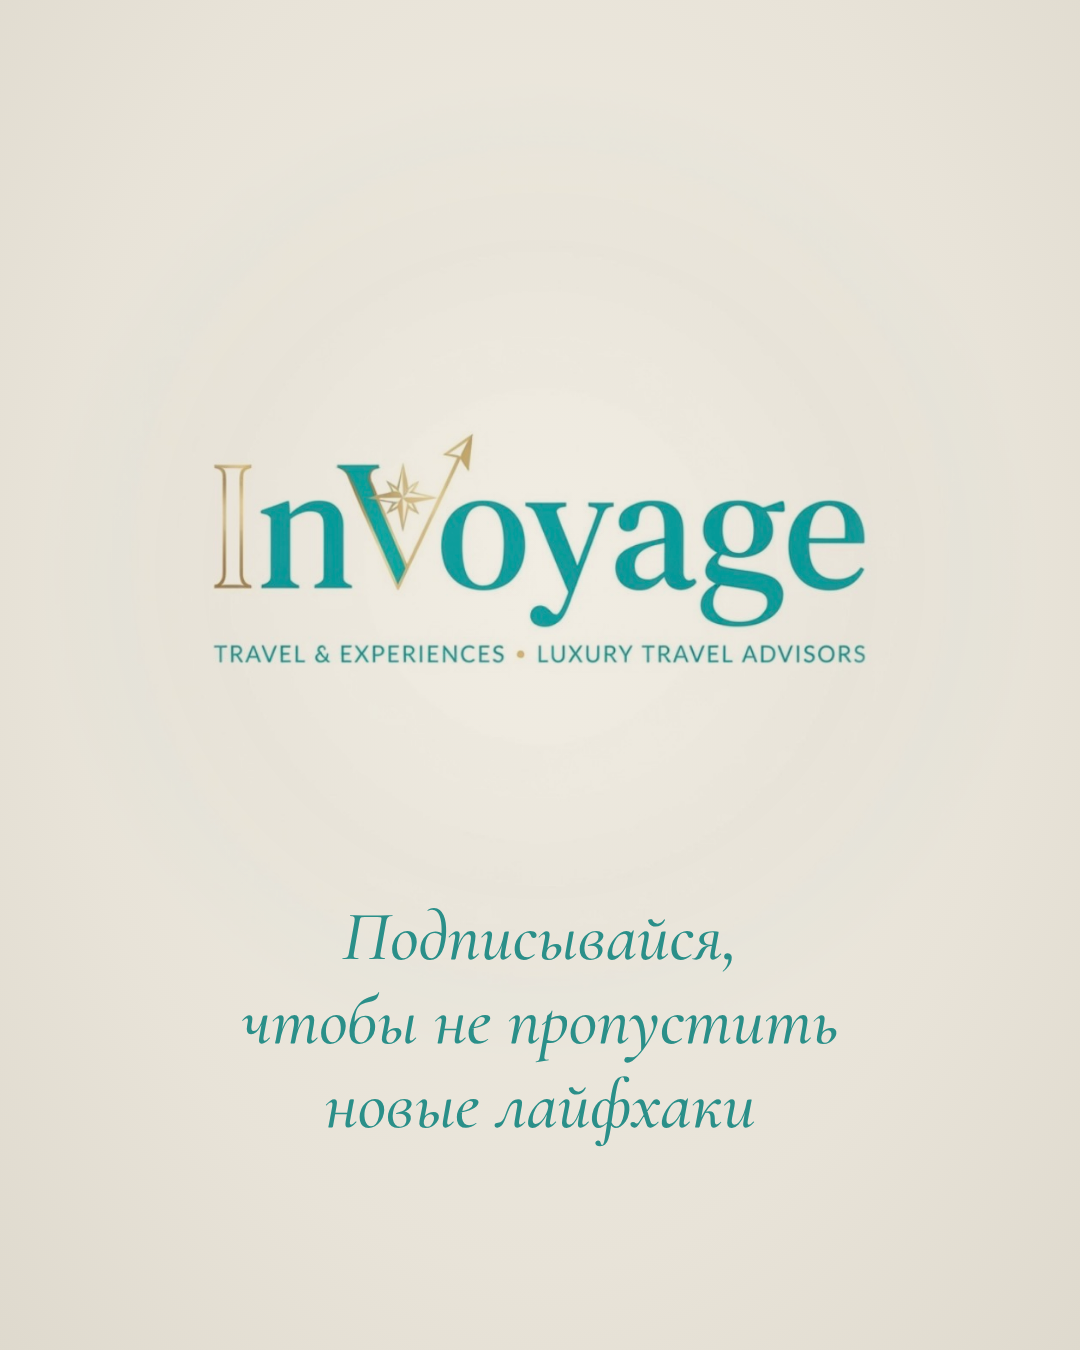 InVoyage
TRAVEL & EXPERIENCES • LUXURY TRAVEL ADVISORS
Подписывайся,
чтобы не пропустить
новые лайфхаки